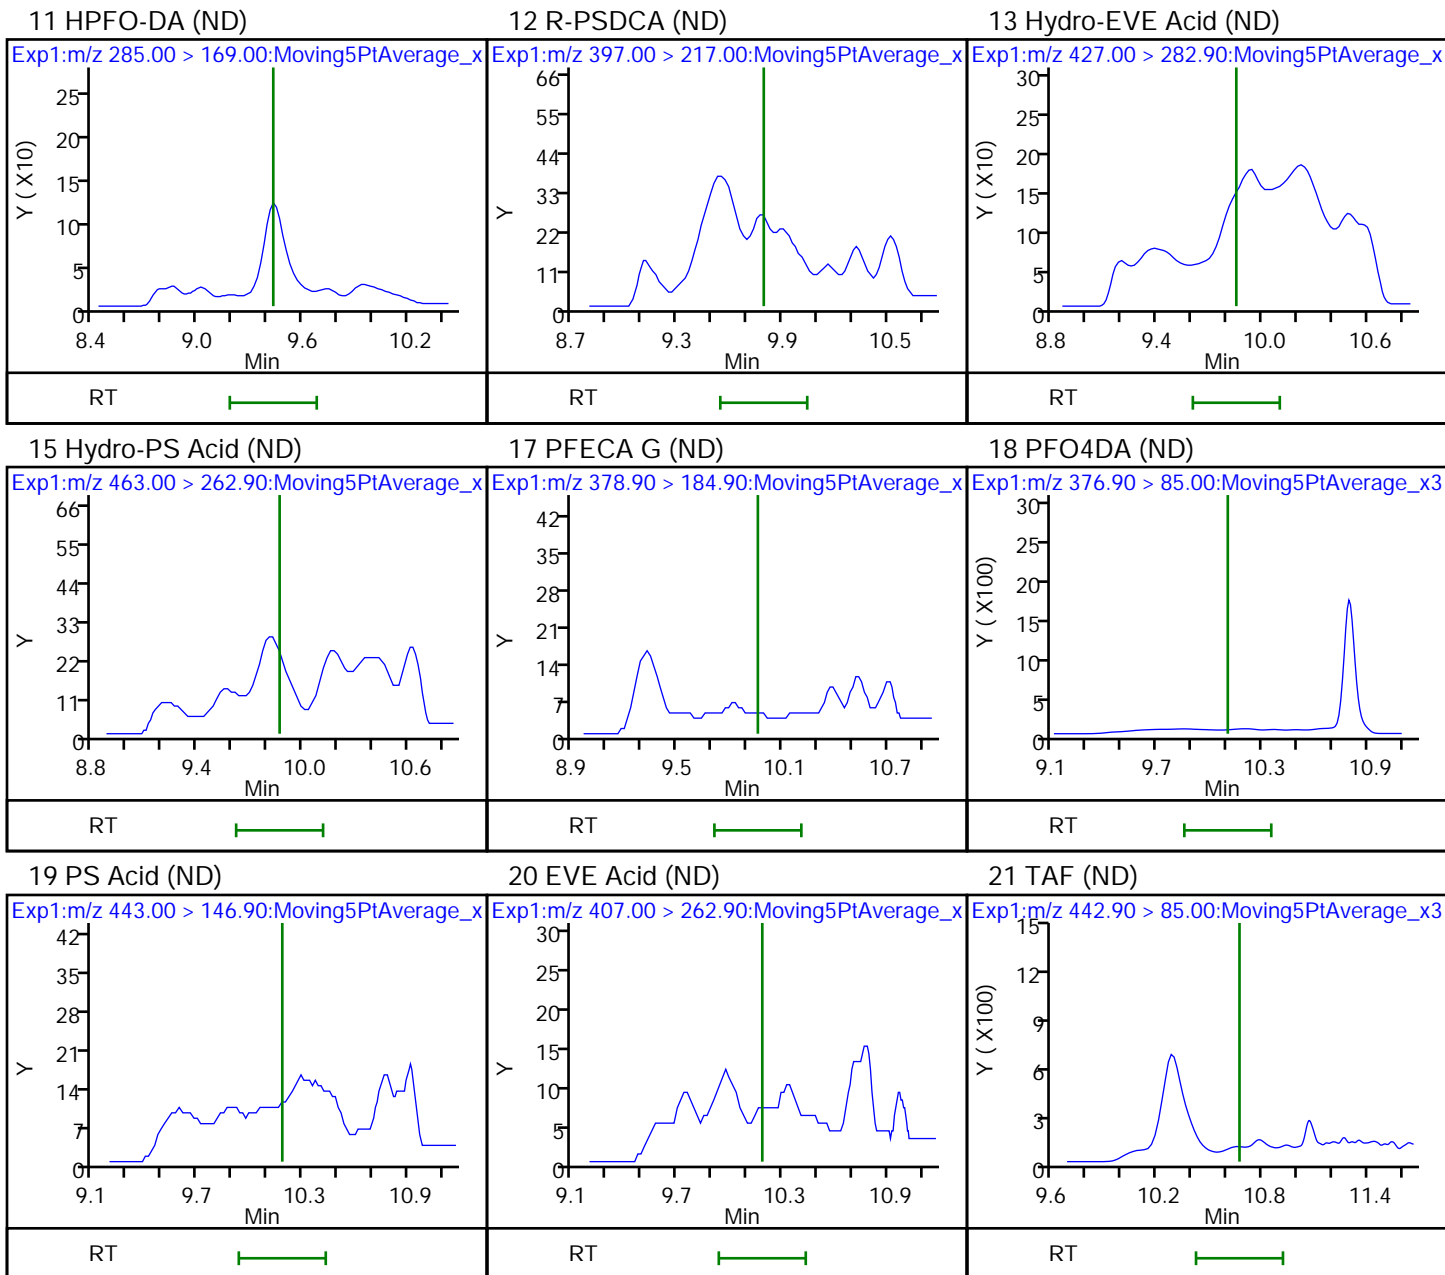 11 HPFO-DA (ND)
Exp1:m/z 285.00 > 169.00:Moving5PtAverage_x
Y ( X10)
25
20
15
10
5
0
8.4 9.0 9.6 10.2
Min
RT
12 R-PSDCA (ND)
Exp1:m/z 397.00 > 217.00:Moving5PtAverage_x
Y
66
55
44
33
22
11
0
8.7 9.3 9.9 10.5
Min
RT
13 Hydro-EVE Acid (ND)
Exp1:m/z 427.00 > 282.90:Moving5PtAverage_x
Y ( X10)
30
25
20
15
10
5
0
8.8 9.4 10.0 10.6
Min
RT
15 Hydro-PS Acid (ND)
Exp1:m/z 463.00 > 262.90:Moving5PtAverage_x
Y
66
55
44
33
22
11
0
8.8 9.4 10.0 10.6
Min
RT
17 PFECA G (ND)
Exp1:m/z 378.90 > 184.90:Moving5PtAverage_x
Y
42
35
28
21
14
7
0
8.9 9.5 10.1 10.7
Min
RT
18 PFO4DA (ND)
Exp1:m/z 376.90 > 85.00:Moving5PtAverage_x3
Y ( X100)
30
25
20
15
10
5
0
9.1 9.7 10.3 10.9
Min
RT
19 PS Acid (ND)
Exp1:m/z 443.00 > 146.90:Moving5PtAverage_x
Y
42
35
28
21
14
7
0
9.1 9.7 10.3 10.9
Min
RT
20 EVE Acid (ND)
Exp1:m/z 407.00 > 262.90:Moving5PtAverage_x
Y
30
25
20
15
10
5
0
9.1 9.7 10.3 10.9
Min
RT
21 TAF (ND)
Exp1:m/z 442.90 > 85.00:Moving5PtAverage_x3
Y ( X100)
15
12
9
6
3
0
9.6 10.2 10.8 11.4
Min
RT